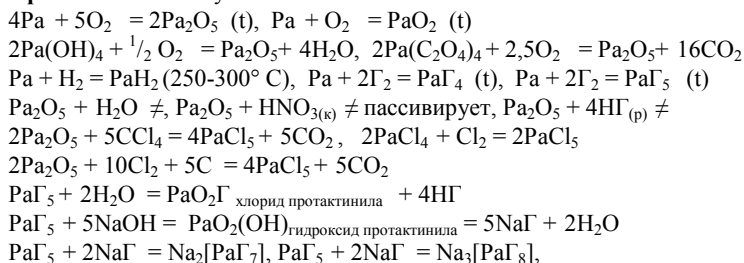 4Pa + 5O₂ = 2Pa₂O₅ (t), Pa + O₂ = PaO₂ (t)
2Pa(OH)₄ + ¹/₂ O₂ = Pa₂O₅+ 4H₂O, 2Pa(C₂O₄)₄ + 2,5O₂ = Pa₂O₅+ 16CO₂
Pa + H₂ = PaH₂ (250-300° C), Pa + 2Г₂ = PaГ₄ (t), Pa + 2Г₂ = PaГ₅ (t)
Pa₂O₅ + H₂O ≠, Pa₂O₅ + HNO₃₍ₖ₎ ≠ пассивирует, Pa₂O₅ + 4НГ₍ₚ₎ ≠
2Pa₂O₅ + 5CCl₄ = 4PaCl₅ + 5CO₂ , 2PaCl₄ + Cl₂ = 2PaCl₅
2Pa₂O₅ + 10Cl₂ + 5C = 4PaCl₅ + 5CO₂
PaГ₅ + 2H₂O = PaO₂Г хлорид протактинила + 4НГ
PaГ₅ + 5NaOH = PaO₂(OH)гидроксид протактинила = 5NaГ + 2H₂O
PaГ₅ + 2NaГ = Na₂[PaГ₇], PaГ₅ + 2NaГ = Na₃[PaГ₈],